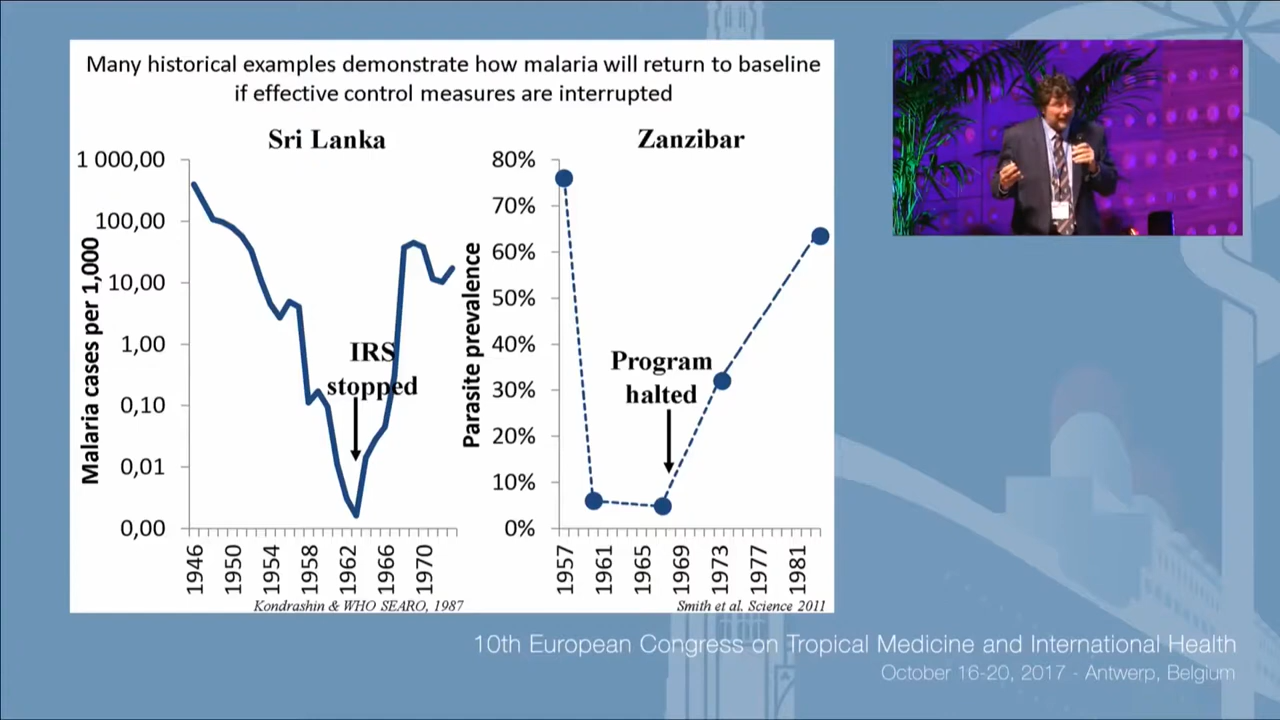 Many historical examples demonstrate how malaria will return to baseline
if effective control measures are interrupted
Sri Lanka
Malaria cases per 1,000
1 000,00
100,00
10,00
1,00
0,10
0,01
0,00
IRS
stopped
1946
1950
1954
1958
1962
1966
1970
Kondrashin & WHO SEARO, 1987
Zanzibar
Parasite prevalence
80%
70%
60%
50%
40%
30%
20%
10%
0%
Program
halted
1957
1961
1965
1969
1973
1977
1981
Smith et al. Science 2011
10th European Congress on Tropical Medicine and International Health
October 16-20, 2017 - Antwerp, Belgium